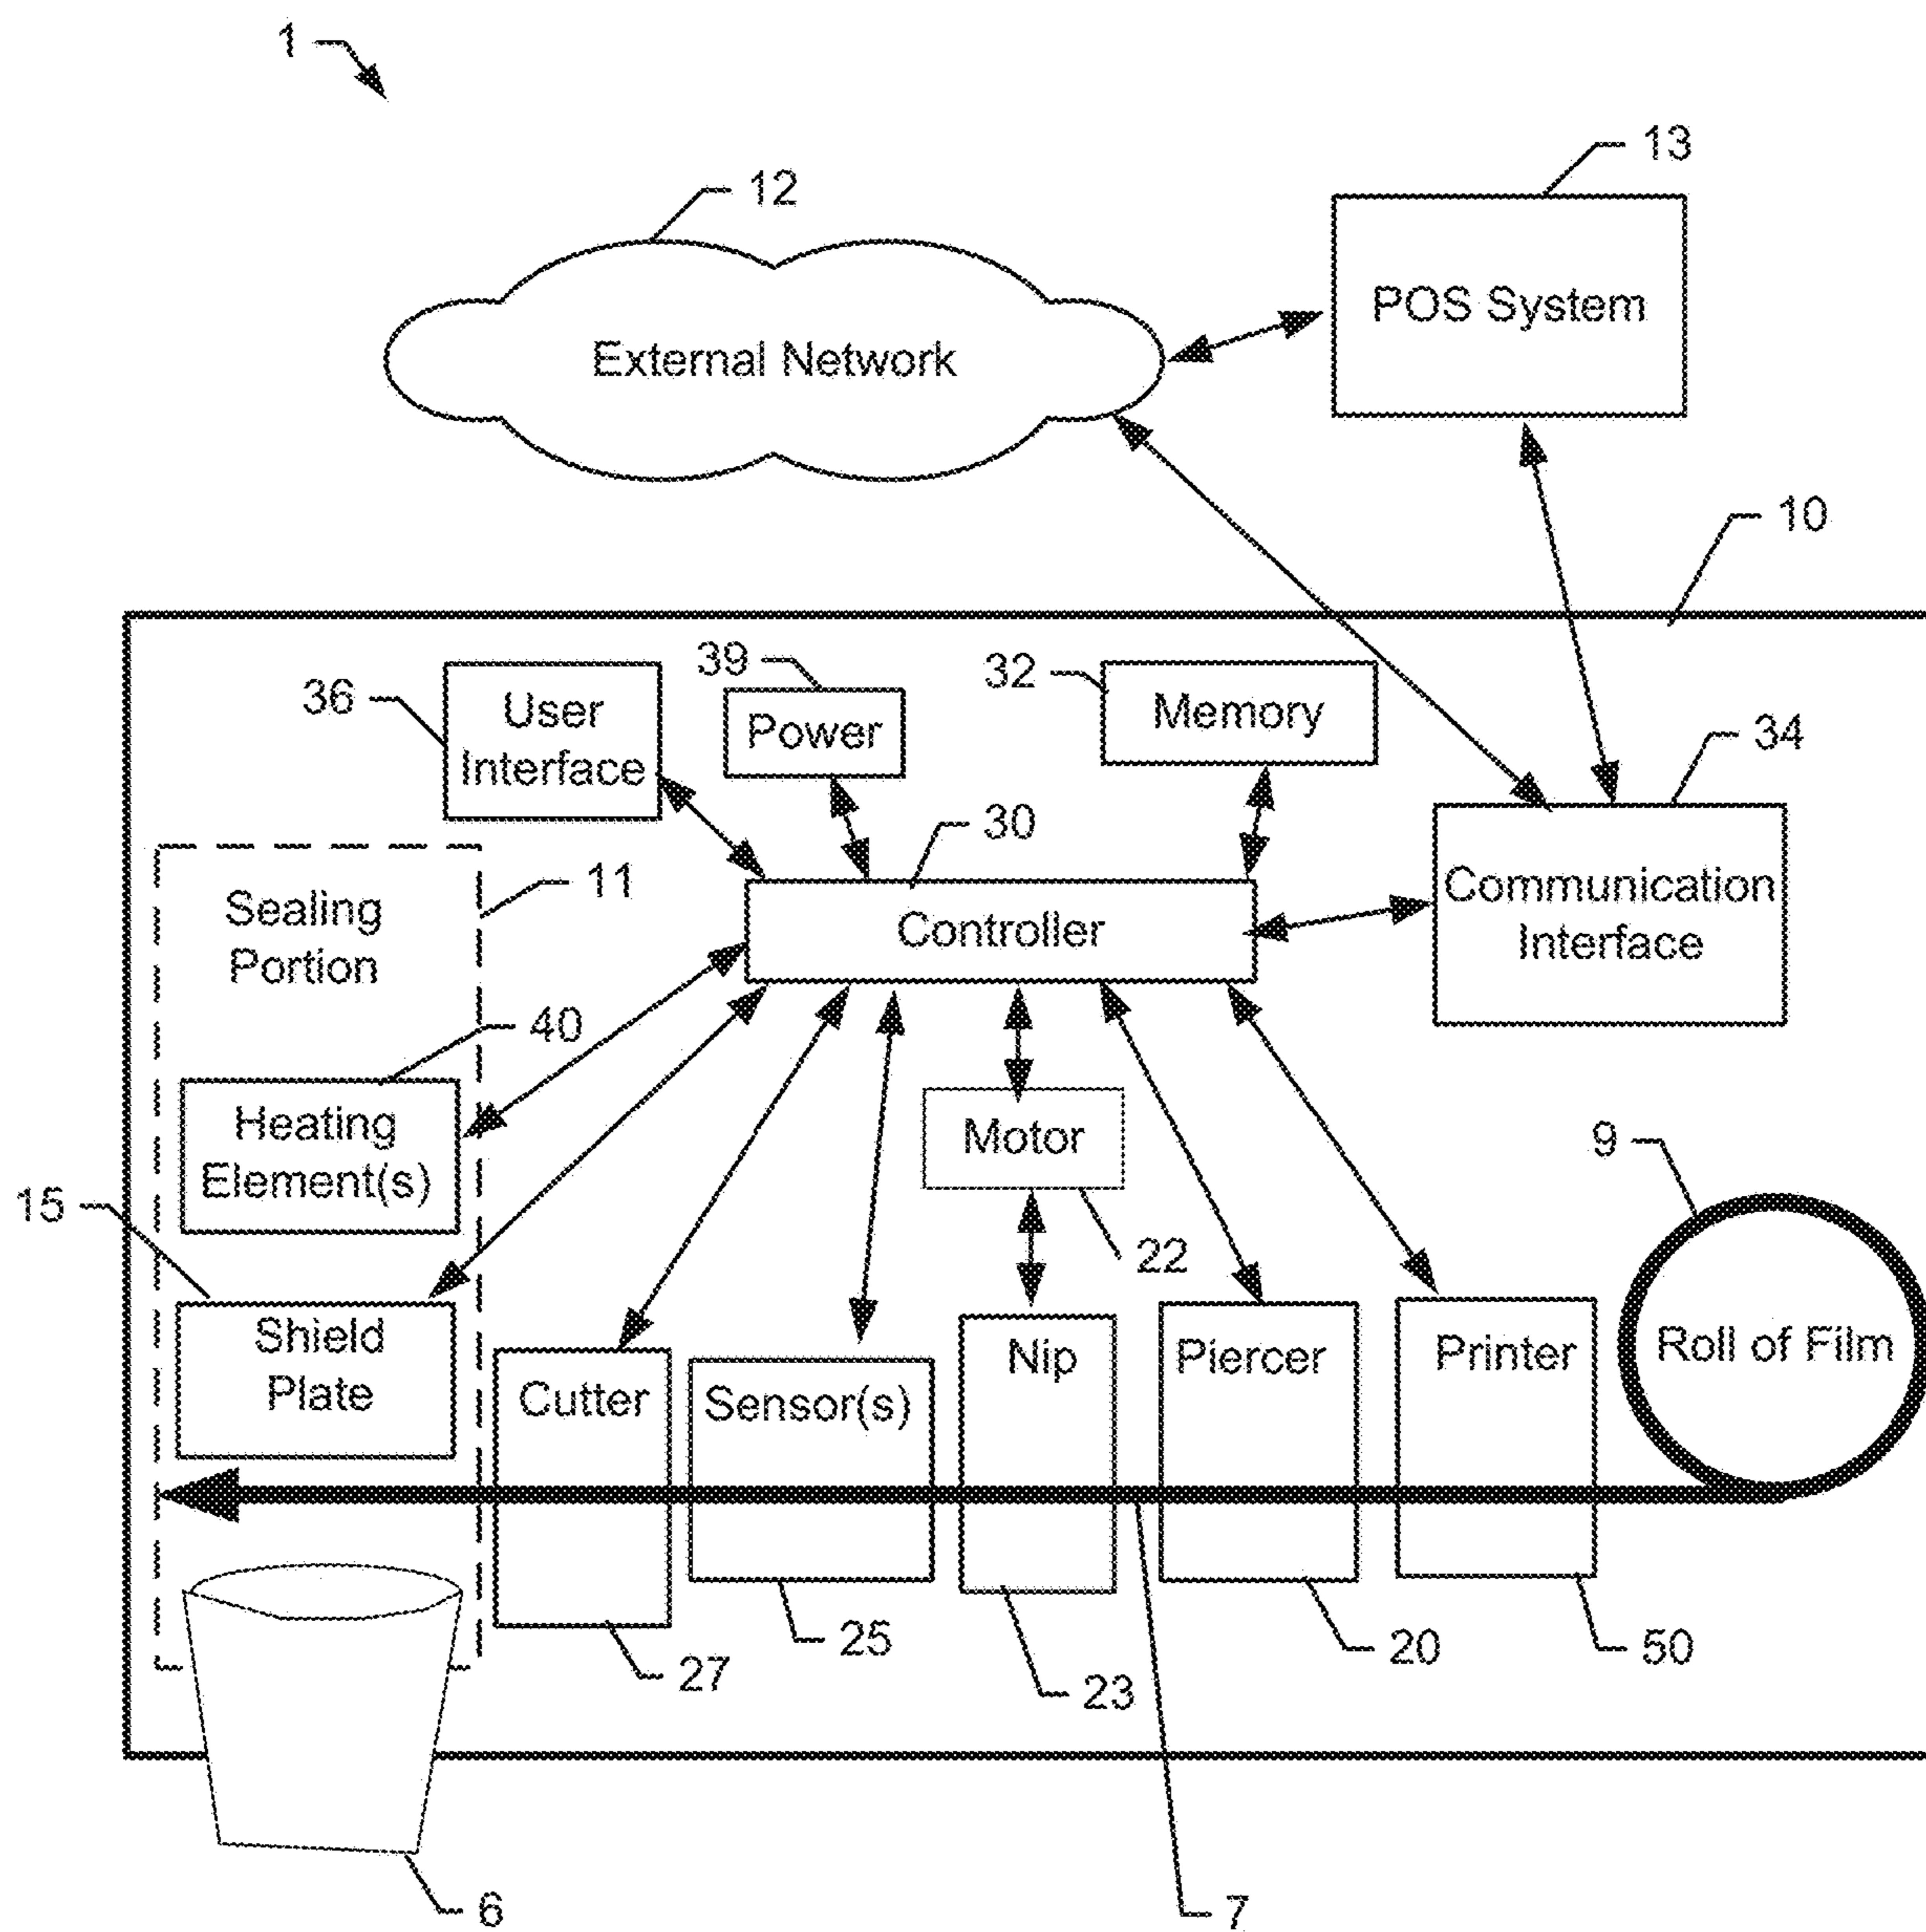 1
13
12
POS System
External Network
10
39
32
36
User
Interface
Power
Memory
34
30
11
Sealing
Portion
Controller
Communication
Interface
40
Heating
Element(s)
Motor
9
15
22
Shield
Plate
Cutter
Sensor(s)
Nip
Piercer
Printer
Roll of Film
27
25
23
20
50
6
7